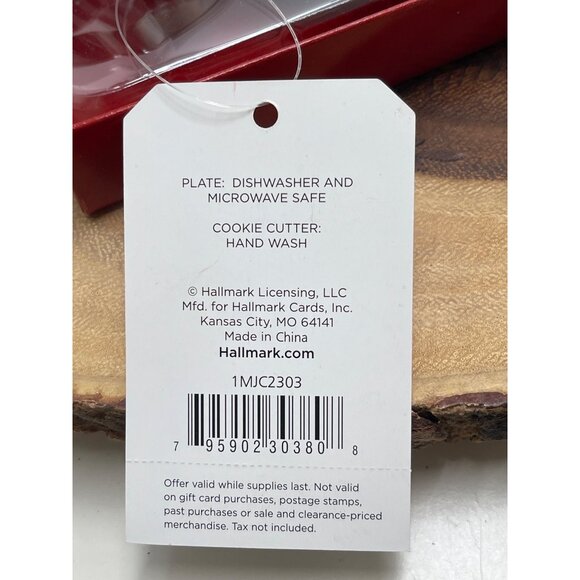 PLATE: DISHWASHER AND
MICROWAVE SAFE
COOKIE CUTTER:
HAND WASH
© Hallmark Licensing, LLC
Mfd. for Hallmark Cards, Inc.
Kansas City, MO 64141
Made in China
Hallmark.com
1MJC2303
7 95902 30380 8
Offer valid while supplies last. Not valid
on gift card purchases, postage stamps,
past purchases or sale and clearance-priced
merchandise. Tax not included.